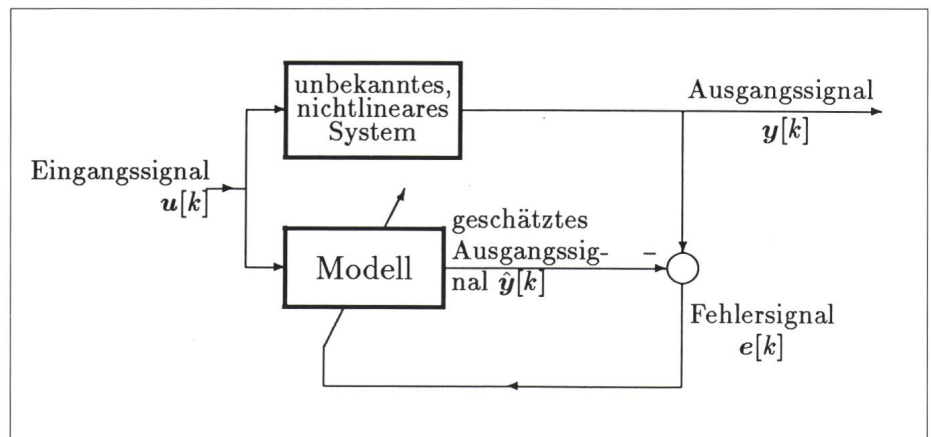 unbekanntes,
nichtlineares
System
Ausgangssignal
y[k]
Eingangssignal
u[k]
geschätztes
Ausgangssig-
nal ŷ[k]
Modell
–
Fehlersignal
e[k]